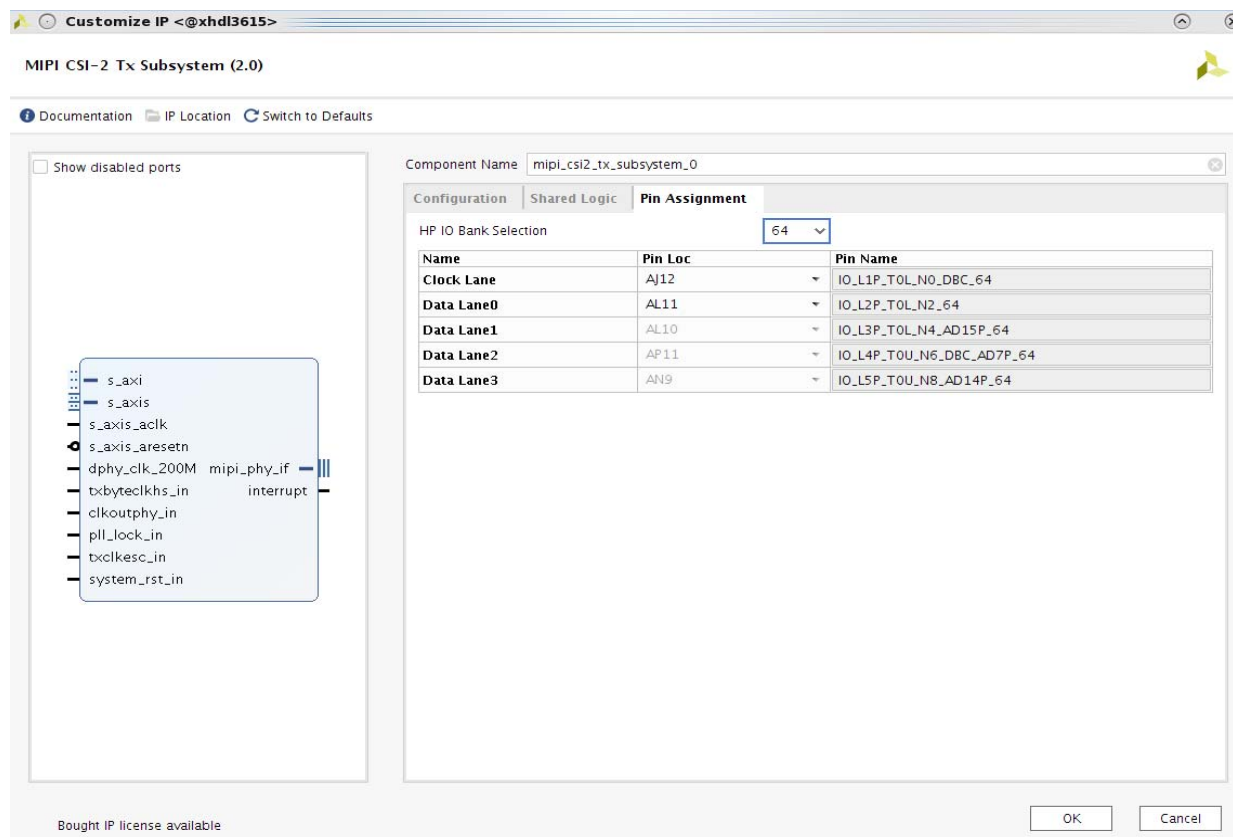 Customize IP <@xhdl3615>
MIPI CSI-2 Tx Subsystem (2.0)
Documentation IP Location Switch to Defaults
Show disabled ports
Component Name mipi_csi2_tx_subsystem_0
Configuration Shared Logic Pin Assignment
HP IO Bank Selection 64
Name Pin Loc Pin Name
Clock Lane AJ12 IO_L1P_T0L_N0_DBC_64
Data Lane0 AL11 IO_L2P_T0L_N2_64
Data Lane1 AL10 IO_L3P_T0L_N4_AD15P_64
Data Lane2 AP11 IO_L4P_T0U_N6_DBC_AD7P_64
Data Lane3 AN9 IO_L5P_T0U_N8_AD14P_64
s_axi
s_axis
s_axis_aclk
s_axis_aresetn
dphy_clk_200M mipi_phy_if
txbyteclkhs_in interrupt
clkoutphy_in
pll_lock_in
txclkesc_in
system_rst_in
Bought IP license available
OK Cancel